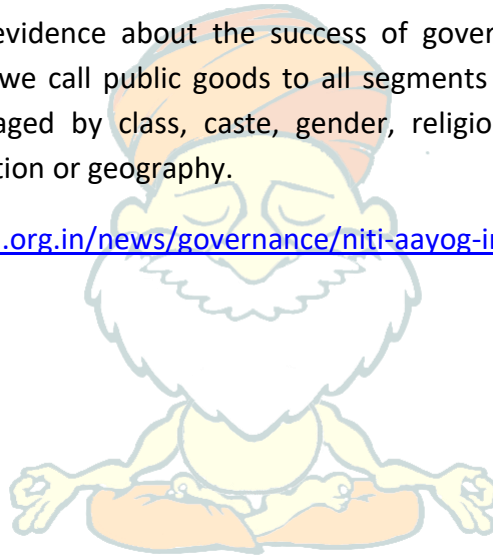 evidence about the success of gover
we call public goods to all segments
aged by class, caste, gender, religio
tion or geography.
.org.in/news/governance/niti-aayog-i